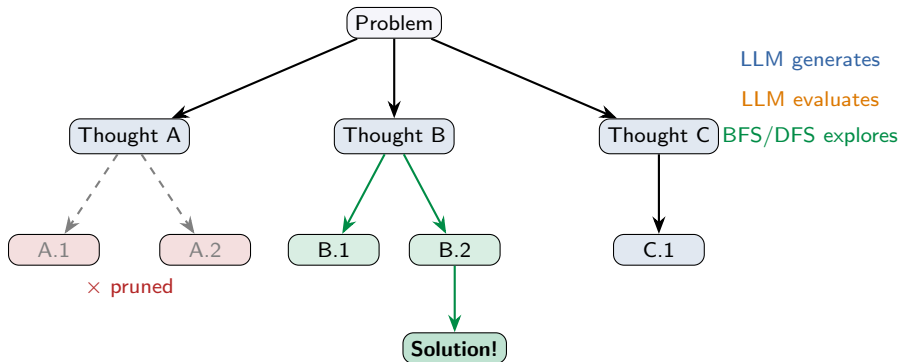 Problem
LLM generates
LLM evaluates
Thought A
Thought B
Thought C
BFS/DFS explores
A.1
A.2
B.1
B.2
C.1
× pruned
Solution!